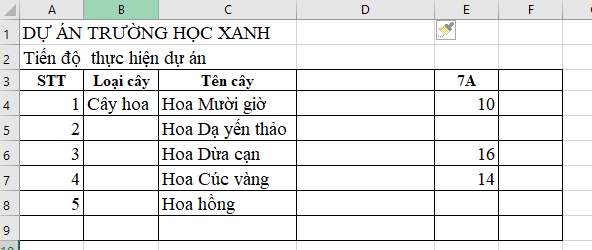 A B C D E F
1 DỰ ÁN TRƯỜNG HỌC XANH
2 Tiến độ thực hiện dự án
3 STT Loại cây Tên cây 7A
4 1 Cây hoa Hoa Mười giờ 10
5 2 Hoa Dạ yến thảo
6 3 Hoa Dừa cạn 16
7 4 Hoa Cúc vàng 14
8 5 Hoa hồng
9